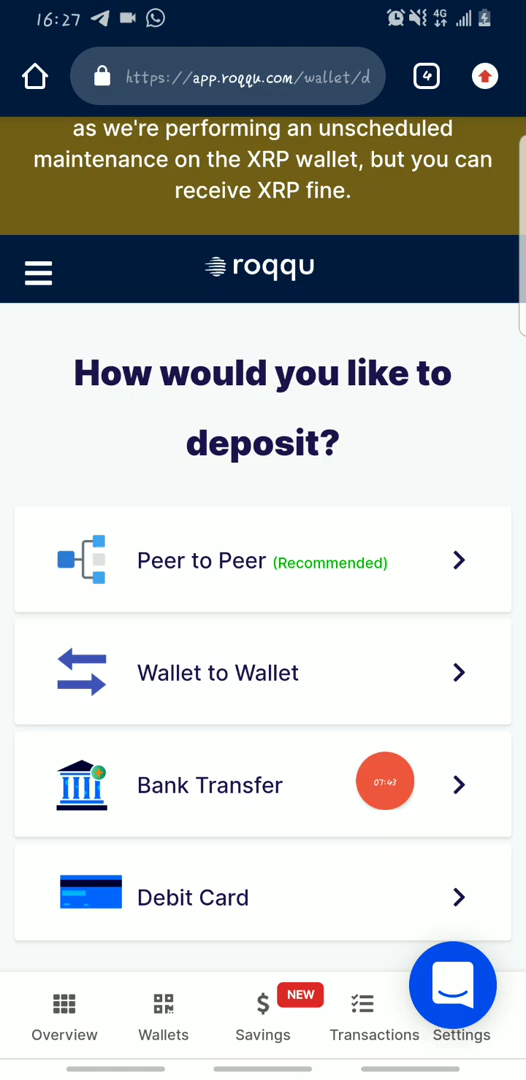 16:27
4G
https://app.roqqu.com/wallet/d
4
as we're performing an unscheduled
maintenance on the XRP wallet, but you can
receive XRP fine.
roqqu
How would you like to
deposit?
Peer to Peer (Recommended)
Wallet to Wallet
Bank Transfer
07:43
Debit Card
NEW
Overview
Wallets
Savings
Transactions
Settings